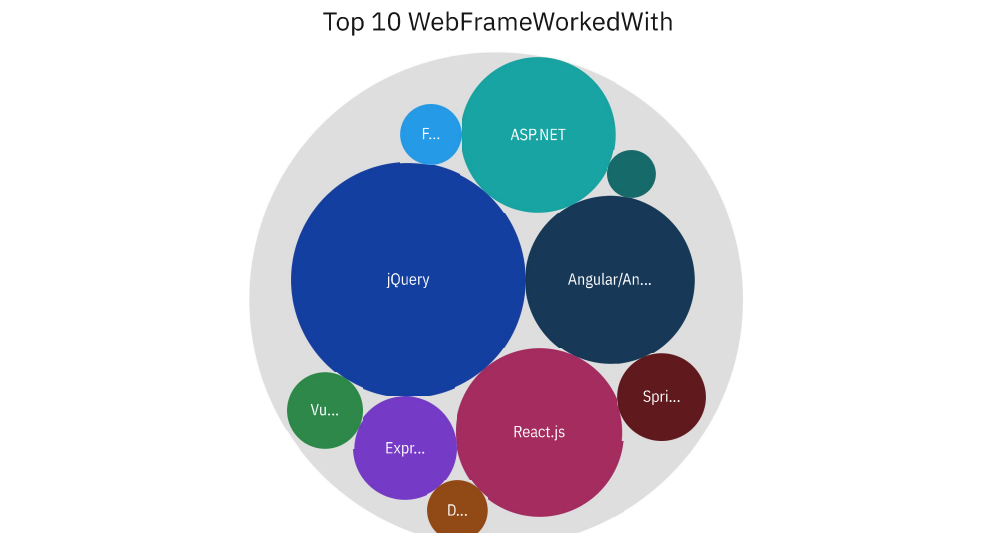 Top 10 WebFrameWorkedWith
F...
ASP.NET
jQuery
Angular/An...
Spri...
Vu...
React.js
Expr...
D...